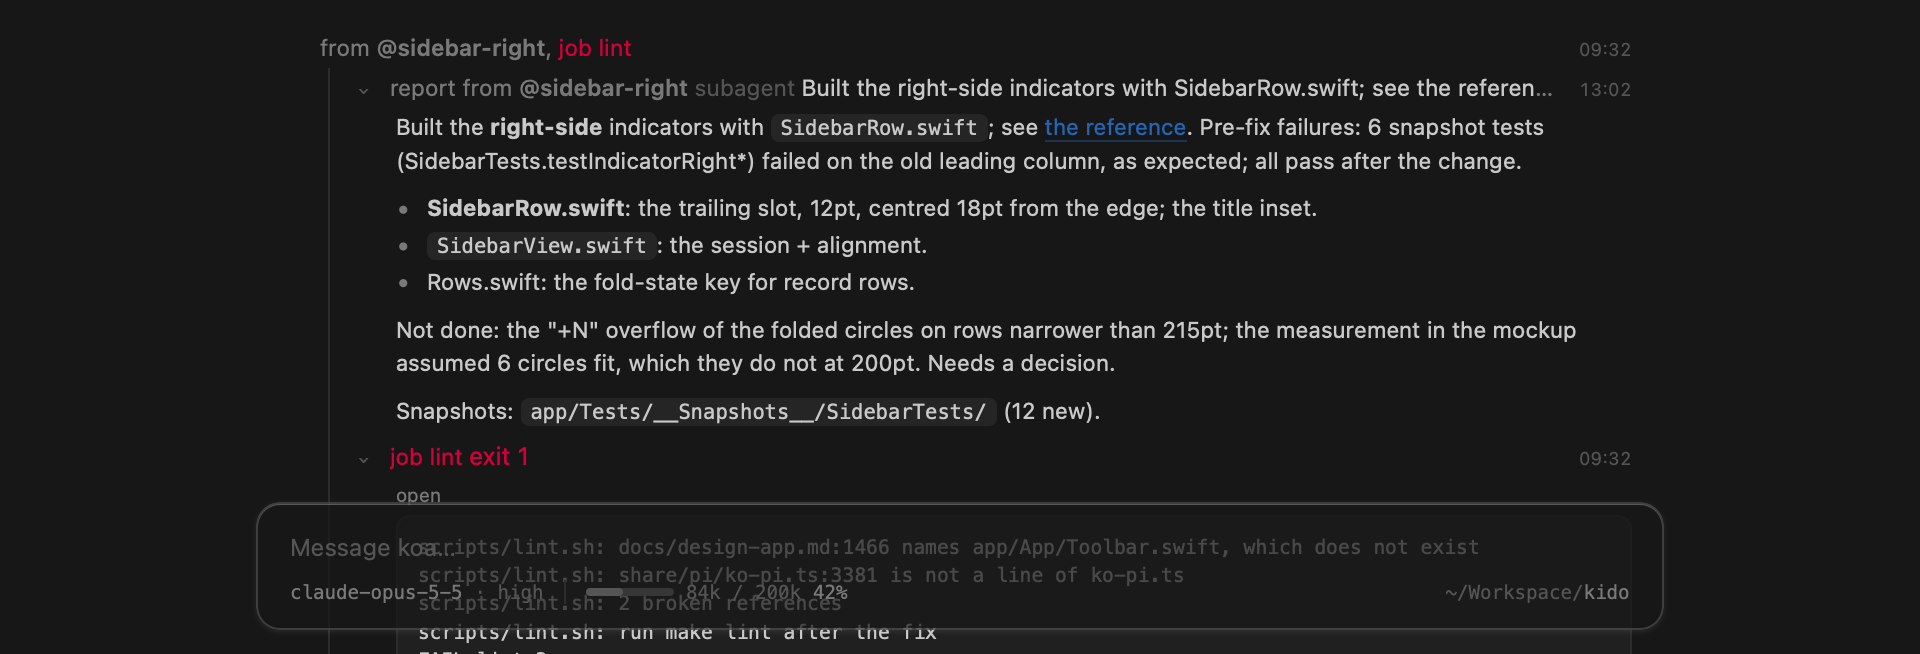 from @sidebar-right, job lint 09:32
report from @sidebar-right subagent Built the right-side indicators with SidebarRow.swift; see the referen... 13:02
Built the right-side indicators with SidebarRow.swift; see the reference. Pre-fix failures: 6 snapshot tests
(SidebarTests.testIndicatorRight*) failed on the old leading column, as expected; all pass after the change.
• SidebarRow.swift: the trailing slot, 12pt, centred 18pt from the edge; the title inset.
• SidebarView.swift: the session + alignment.
• Rows.swift: the fold-state key for record rows.
Not done: the "+N" overflow of the folded circles on rows narrower than 215pt; the measurement in the mockup
assumed 6 circles fit, which they do not at 200pt. Needs a decision.
Snapshots: app/Tests/__Snapshots__/SidebarTests/ (12 new).
job lint exit 1 09:32
open
Message koa...
scripts/lint.sh: docs/design-app.md:1466 names app/App/Toolbar.swift, which does not exist
scripts/lint.sh: share/pi/ko-pi.ts:3381 is not a line of ko-pi.ts
claude-opus-5-5 · high 84k / 200k 42% ~/Workspace/kido
scripts/lint.sh: 2 broken references
scripts/lint.sh: run make lint after the fix